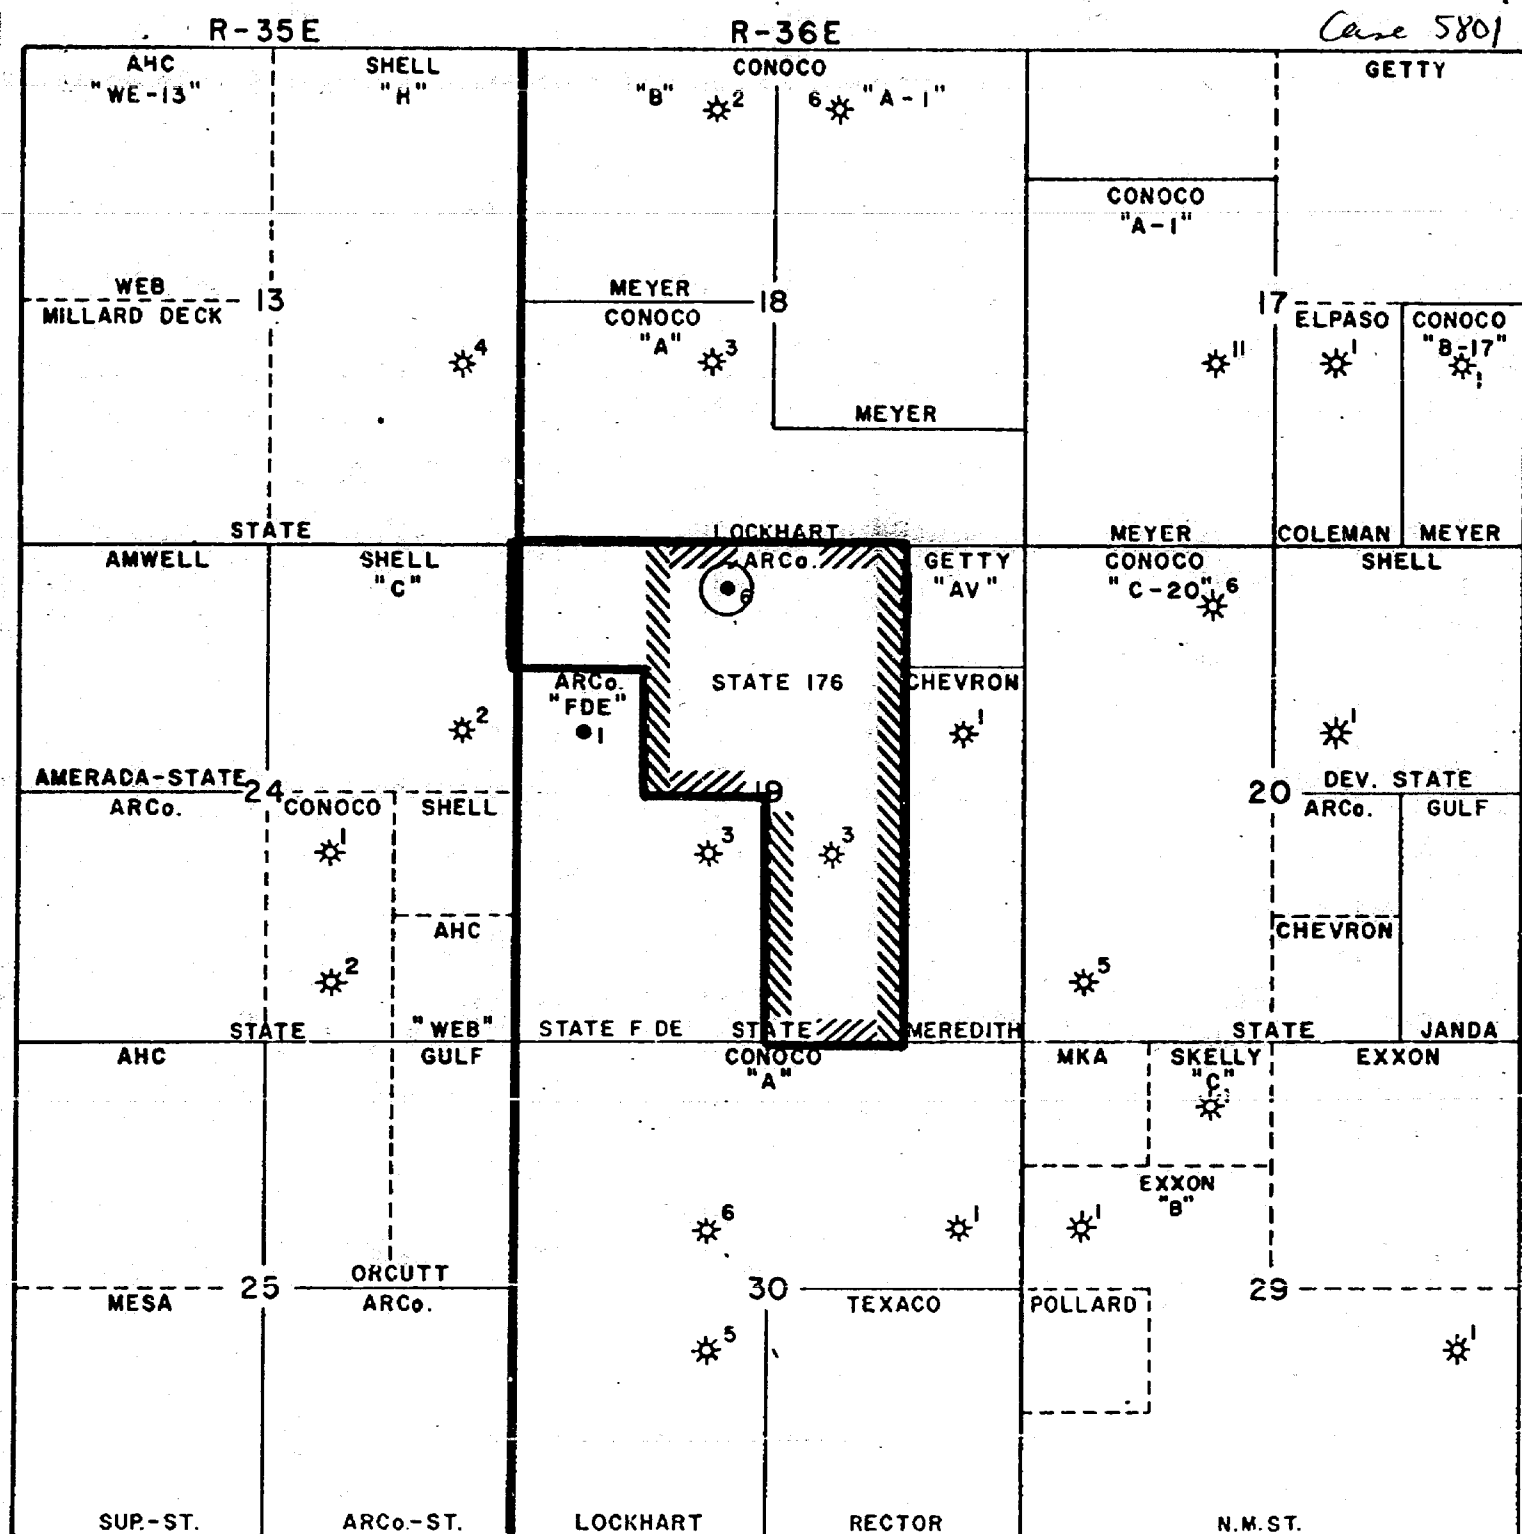 R-35E
R-36E
Case 5801
AHC
"WE-13"
SHELL
"H"
CONOCO
"B"
2
6
"A-1"
GETTY
CONOCO
"A-1"
WEB
MILLARD DECK
13
4
MEYER
CONOCO
"A"
3
18
MEYER
17
11
ELPASO
1
CONOCO
"B-17"
1
STATE
LOCKHART
MEYER
COLEMAN
MEYER
AMWELL
SHELL
"C"
ARCo.
6
GETTY
"AV"
CONOCO
"C-20"
6
SHELL
ARCo.
"FDE"
1
STATE 176
CHEVRON
1
2
1
AMERADA-STATE
24
19
20
DEV. STATE
ARCo.
CONOCO
SHELL
ARCo.
GULF
1
3
3
AHC
CHEVRON
2
5
STATE
"WEB"
STATE F DE
STATE
MEREDITH
STATE
JANDA
AHC
GULF
CONOCO
"A"
MKA
SKELLY
"C"
EXXON
EXXON
"B"
6
1
1
ORCUTT
25
30
29
MESA
ARCo.
TEXACO
POLLARD
5
1
SUP.-ST.
ARCo.-ST.
LOCKHART
RECTOR
N.M.ST.